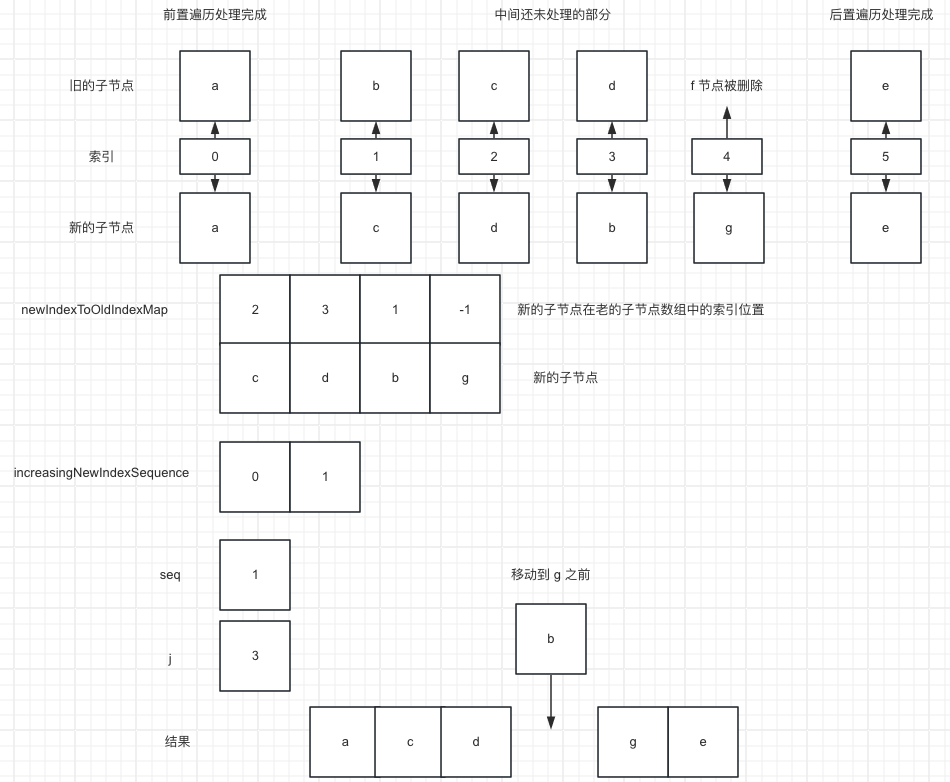 前置遍历处理完成 中间还未处理的部分 后置遍历处理完成
旧的子节点 a b c d f 节点被删除 e
索引 0 1 2 3 4 5
新的子节点 a c d b g e
newIndexToOldIndexMap 2 3 1 -1 新的子节点在老的子节点数组中的索引位置
c d b g 新的子节点
increasingNewIndexSequence 0 1
seq 1 移动到 g 之前
b
j 3
结果 a c d g e